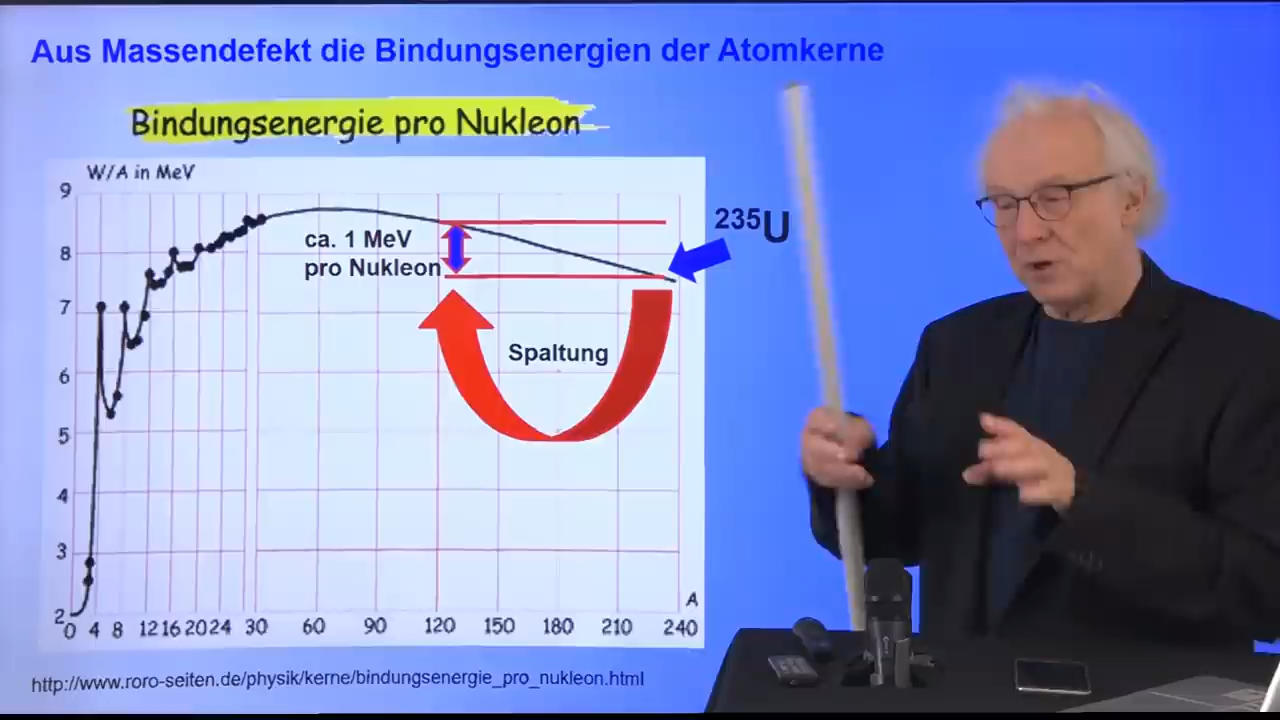 Aus Massendefekt die Bindungsenergien der Atomkerne
Bindungsenergie pro Nukleon
W/A in MeV
9
8
7
6
5
4
3
2
ca. 1 MeV
pro Nukleon
235U
Spaltung
A
0 4 8 12 16 20 24 30 60 90 120 150 180 210 240
http://www.roro-seiten.de/physik/kerne/bindungsenergie_pro_nukleon.html